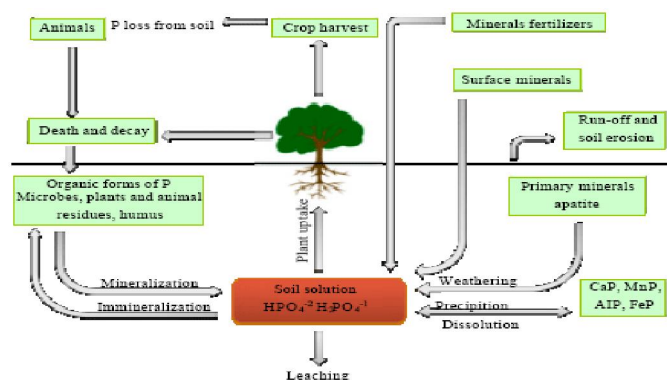 Animals
P loss from soil
Crop harvest
Minerals fertilizers
Surface minerals
Death and decay
Run-off and
soil erosion
Organic forms of P
Microbes, plants and animal
residues, humus
Primary minerals
apatite
Plant uptake
Mineralization
Immineralization
Soil solution
HPO₄⁻² H₂PO₄⁻¹
Weathering
Precipition
Dissolution
CaP, MnP,
AIP, FeP
Leaching